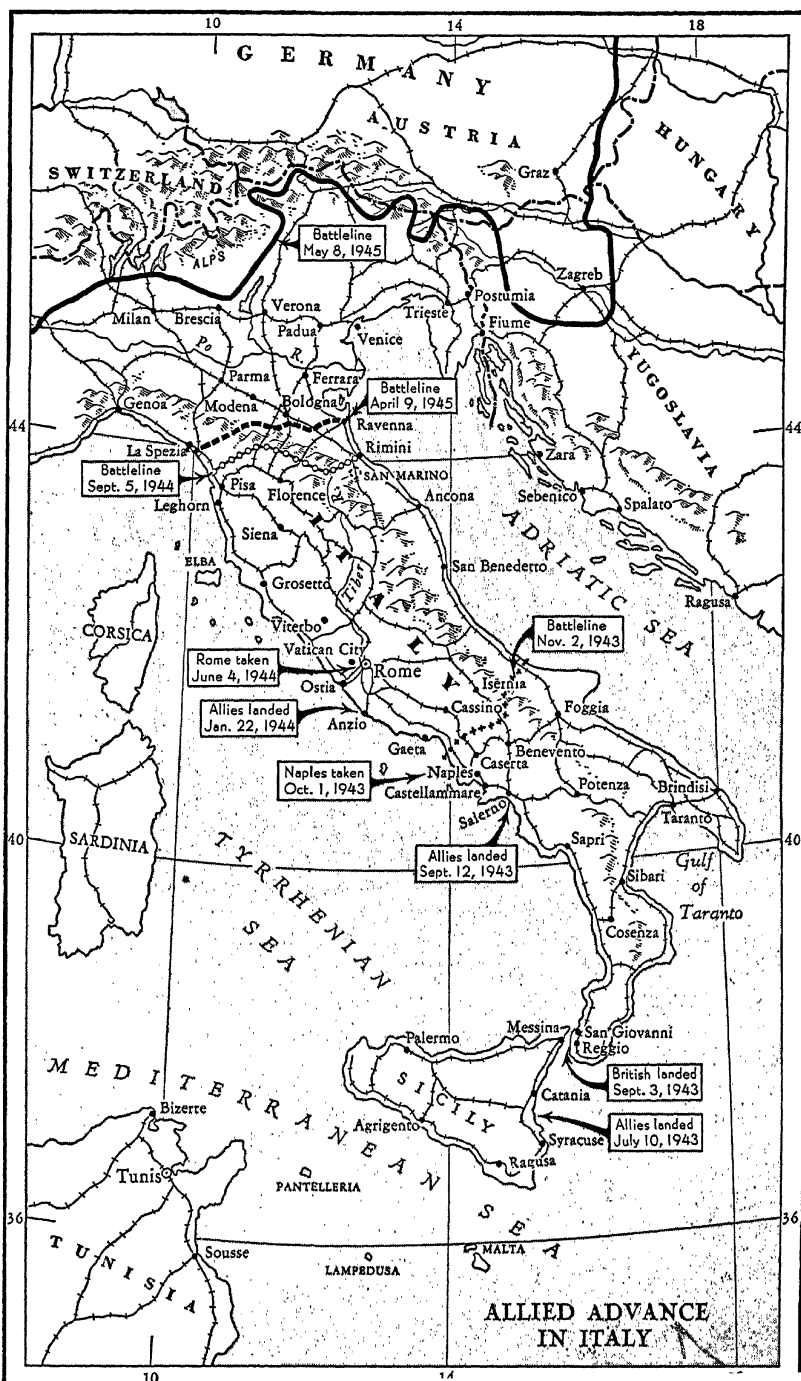 10
14
18
GERMANY
AUSTRIA
HUNGARY
SWITZERLAND
Graz
ALPS
Battleline
May 8, 1945
Zagreb
Postumia
Trieste
Fiume
Milan
Brescia
Verona
Padua
Venice
Po
R.
YUGOSLAVIA
Parma
Ferrara
Modena
Bologna
Genoa
Battleline
April 9, 1945
44
44
Ravenna
La Spezia
Rimini
Zara
Battleline
Sept. 5, 1944
SAN MARINO
Pisa
Florence
Leghorn
Ancona
Sebenico
Spalato
Siena
ITALY
R.
ADRIATIC SEA
ELBA
San Benedetto
Grosseto
Tiber
Ragusa
CORSICA
Viterbo
Battleline
Nov. 2, 1943
Vatican City
Rome taken
June 4, 1944
Rome
Isernia
Ostia
Allies landed
Jan. 22, 1944
Anzio
Cassino
Foggia
Gaeta
Benevento
Caserta
Naples taken
Oct. 1, 1943
Naples
Castellammare
Potenza
Brindisi
Salerno
Taranto
40
40
SARDINIA
Sapri
Allies landed
Sept. 12, 1943
Gulf
of
Taranto
TYRRHENIAN
SEA
Sibari
Cosenza
Messina
San Giovanni
Reggio
Palermo
MEDITERRANEAN SEA
British landed
Sept. 3, 1943
SICILY
Catania
Bizerte
Agrigento
Allies landed
July 10, 1943
Syracuse
Tunis
Ragusa
PANTELLERIA
36
36
TUNISIA
Sousse
MALTA
LAMPEDUSA
ALLIED ADVANCE
IN ITALY
10
14